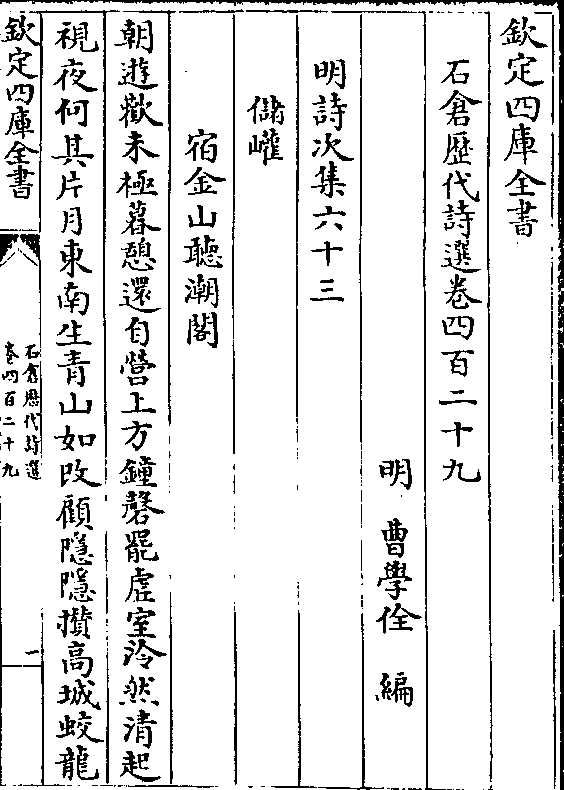 欽定四庫全書
石倉歷代詩選卷四百二十九
明　曹學佺　編
明詩次集六十三
儲巏
宿金山聽潮閣
朝遊歡未極暮憩還自營上方鐘磬罷虛室泠然清起
視夜何其片月東南生青山如改顧隱隱攅高城蛟龍
欽定四庫全書
石倉歷代詩選
卷四百二十九
一